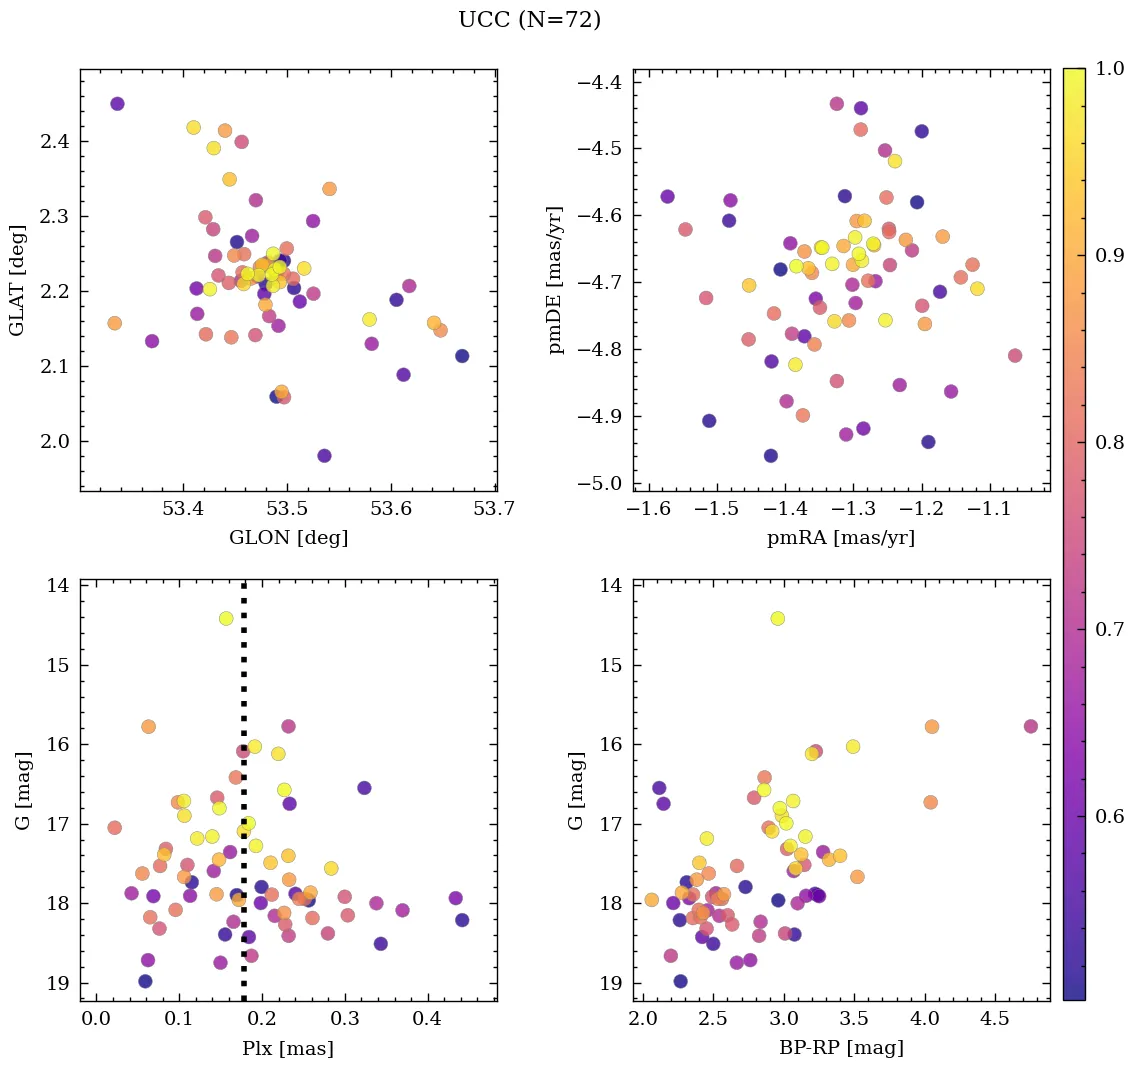 UCC (N=72)
2.4
2.3
2.2
2.1
2.0
GLAT [deg]
53.4 53.5 53.6 53.7
GLON [deg]
−4.4
−4.5
−4.6
−4.7
−4.8
−4.9
−5.0
pmDE [mas/yr]
−1.6 −1.5 −1.4 −1.3 −1.2 −1.1
pmRA [mas/yr]
1.0
0.9
0.8
0.7
0.6
14
15
16
17
18
19
G [mag]
0.0 0.1 0.2 0.3 0.4
Plx [mas]
14
15
16
17
18
19
G [mag]
2.0 2.5 3.0 3.5 4.0 4.5
BP-RP [mag]